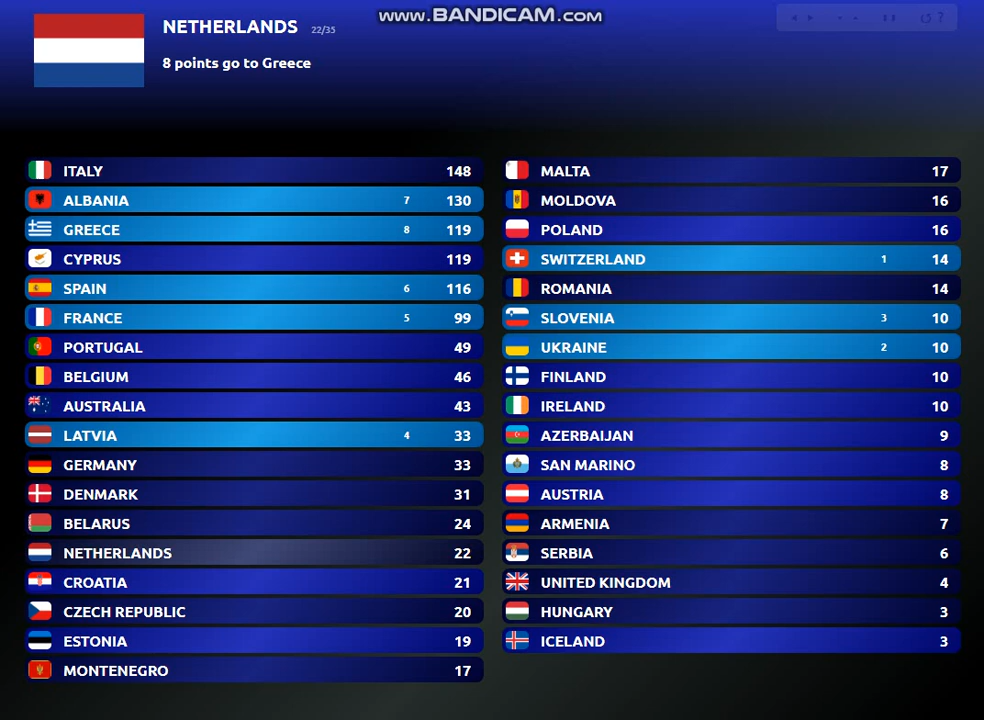 www.BANDICAM.com
NETHERLANDS 22/35
8 points go to Greece
?
ITALY 148
ALBANIA 7 130
GREECE 8 119
CYPRUS 119
SPAIN 6 116
FRANCE 5 99
PORTUGAL 49
BELGIUM 46
AUSTRALIA 43
LATVIA 4 33
GERMANY 33
DENMARK 31
BELARUS 24
NETHERLANDS 22
CROATIA 21
CZECH REPUBLIC 20
ESTONIA 19
MONTENEGRO 17
MALTA 17
MOLDOVA 16
POLAND 16
SWITZERLAND 1 14
ROMANIA 14
SLOVENIA 3 10
UKRAINE 2 10
FINLAND 10
IRELAND 10
AZERBAIJAN 9
SAN MARINO 8
AUSTRIA 8
ARMENIA 7
SERBIA 6
UNITED KINGDOM 4
HUNGARY 3
ICELAND 3